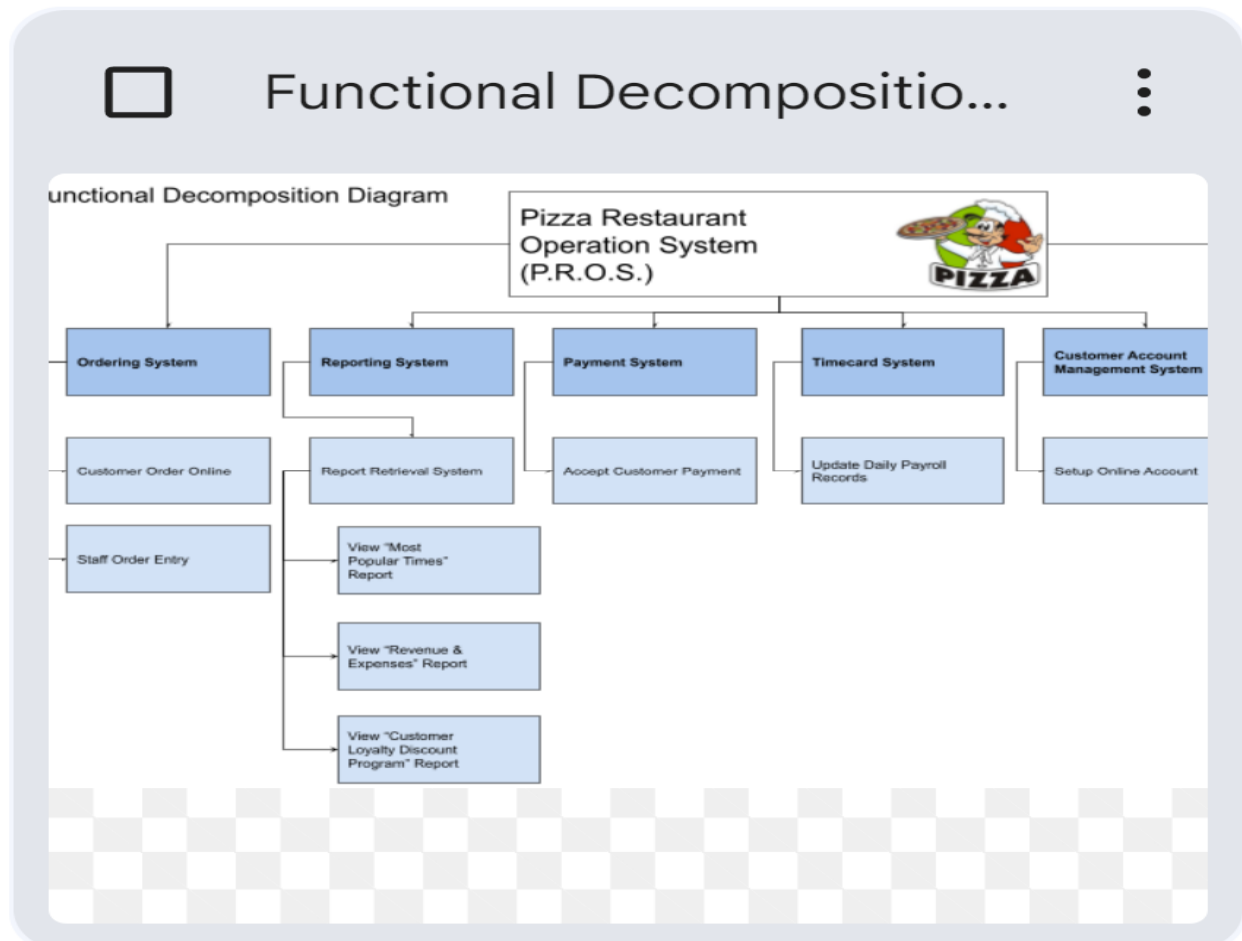 Functional Decompositio...
unctional Decomposition Diagram
Pizza Restaurant
Operation System
(P.R.O.S.)
PIZZA
Ordering System
Reporting System
Payment System
Timecard System
Customer Account
Management System
Customer Order Online
Report Retrieval System
Accept Customer Payment
Update Daily Payroll
Records
Setup Online Account
Staff Order Entry
View "Most
Popular Times"
Report
View "Revenue &
Expenses" Report
View "Customer
Loyalty Discount
Program" Report